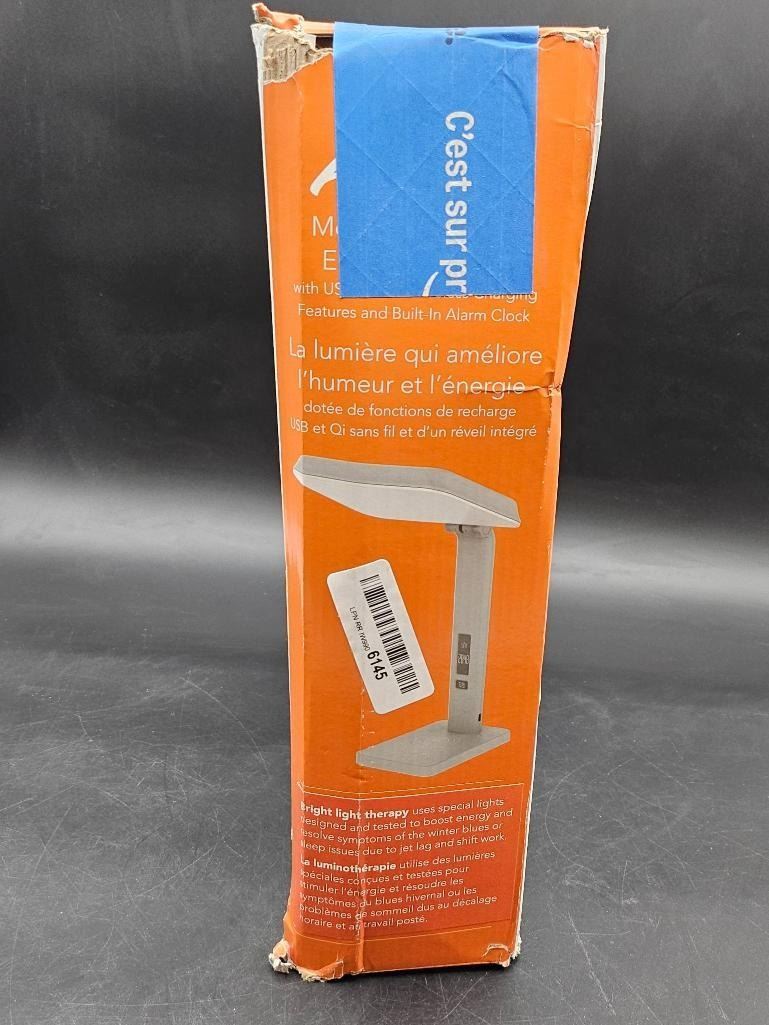 C'est sur pr
M
E
with US
Charging
Features and Built-In Alarm Clock
La lumière qui améliore
l'humeur et l'énergie
dotée de fonctions de recharge
USB et Qi sans fil et d'un réveil intégré
LPN RR
6145
Bright light therapy uses special lights
designed and tested to boost energy and
resolve symptoms of the winter blues or
sleep issues due to jet lag and shift work.
La luminothérapie utilise des lumières
spéciales conçues et testées pour
stimuler l'énergie et résoudre les
symptômes du blues hivernal ou les
problèmes de sommeil dus au décalage
horaire et au travail posté.